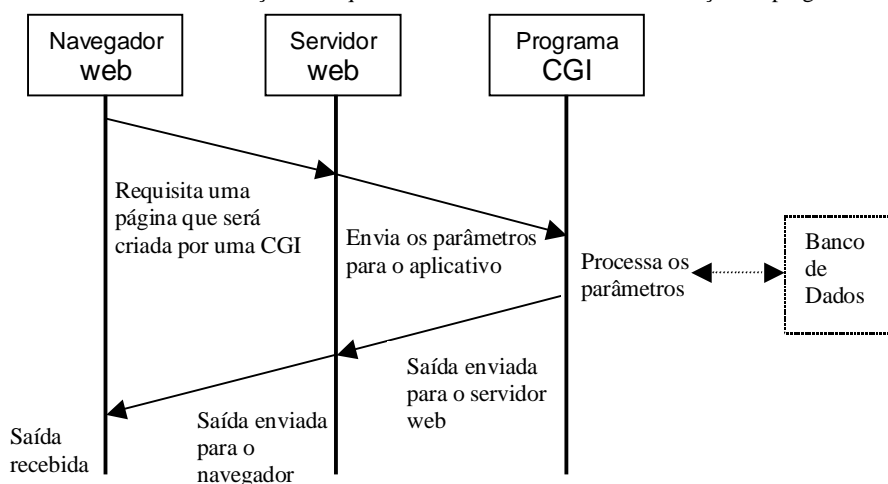 Navegador
web
Servidor
web
Programa
CGI
Requisita uma
página que será
criada por uma CGI
Envia os parâmetros
para o aplicativo
Processa os
parâmetros
Banco
de
Dados
Saída enviada
para o servidor
web
Saída enviada
para o
navegador
Saída
recebida